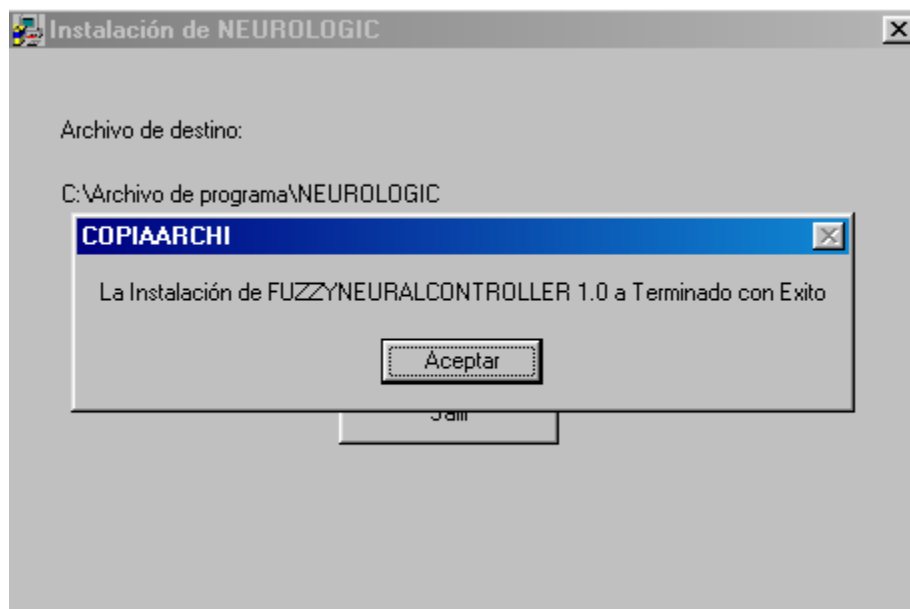 Instalación de NEUROLOGIC
Archivo de destino:
C:\Archivo de programa\NEUROLOGIC
COPIAARCHI
La Instalación de FUZZYNEURALCONTROLLER 1.0 a Terminado con Exito
Aceptar